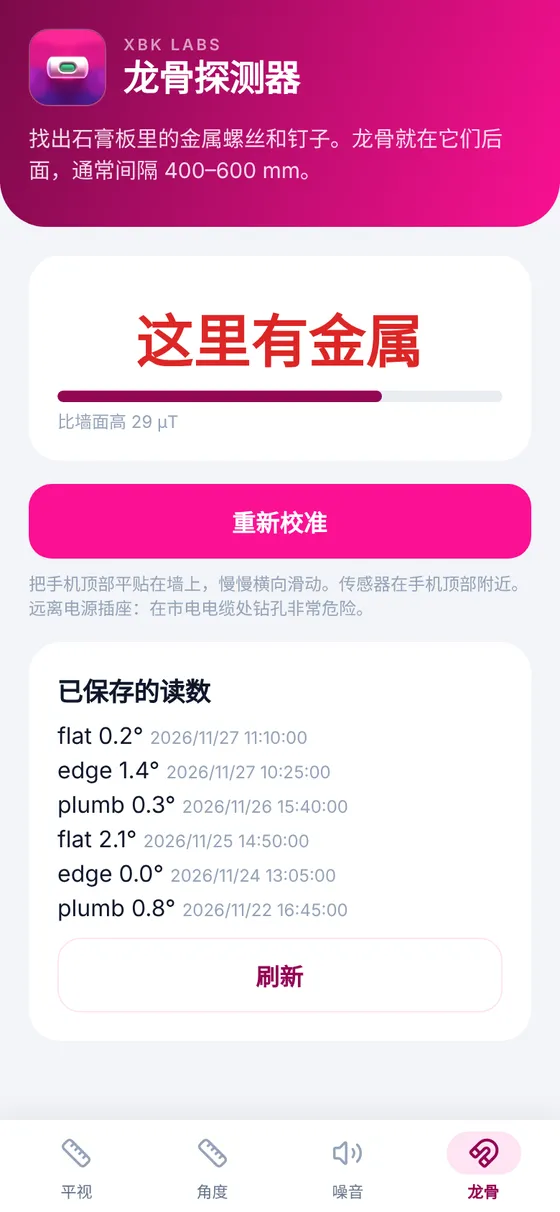 XBK LABS
龙骨探测器
找出石膏板里的金属螺丝和钉子。龙骨就在它们后
面，通常间隔 400–600 mm。
这里有金属
比墙面高 29 µT
重新校准
把手机顶部平贴在墙上，慢慢横向滑动。传感器在手机顶部附近。
远离电源插座：在市电电缆处钻孔非常危险。
已保存的读数
flat 0.2° 2026/11/27 11:10:00
edge 1.4° 2026/11/27 10:25:00
plumb 0.3° 2026/11/26 15:40:00
flat 2.1° 2026/11/25 14:50:00
edge 0.0° 2026/11/24 13:05:00
plumb 0.8° 2026/11/22 16:45:00
刷新
平视
角度
噪音
龙骨